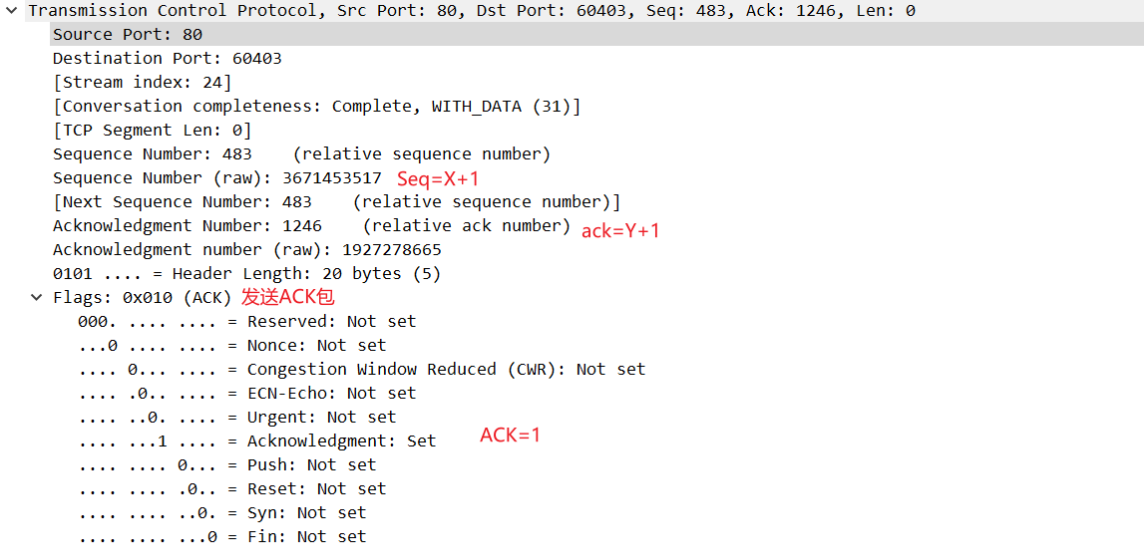 Transmission Control Protocol, Src Port: 80, Dst Port: 60403, Seq: 483, Ack: 1246, Len: 0
Source Port: 80
Destination Port: 60403
[Stream index: 24]
[Conversation completeness: Complete, WITH_DATA (31)]
[TCP Segment Len: 0]
Sequence Number: 483    (relative sequence number)
Sequence Number (raw): 3671453517 Seq=X+1
[Next Sequence Number: 483    (relative sequence number)]
Acknowledgment Number: 1246    (relative ack number) ack=Y+1
Acknowledgment number (raw): 1927278665
0101 .... = Header Length: 20 bytes (5)
Flags: 0x010 (ACK) 发送ACK包
000. .... .... = Reserved: Not set
...0 .... .... = Nonce: Not set
.... 0... .... = Congestion Window Reduced (CWR): Not set
.... .0.. .... = ECN-Echo: Not set
.... ..0. .... = Urgent: Not set
.... ...1 .... = Acknowledgment: Set ACK=1
.... .... 0... = Push: Not set
.... .... .0.. = Reset: Not set
.... .... ..0. = Syn: Not set
.... .... ...0 = Fin: Not set